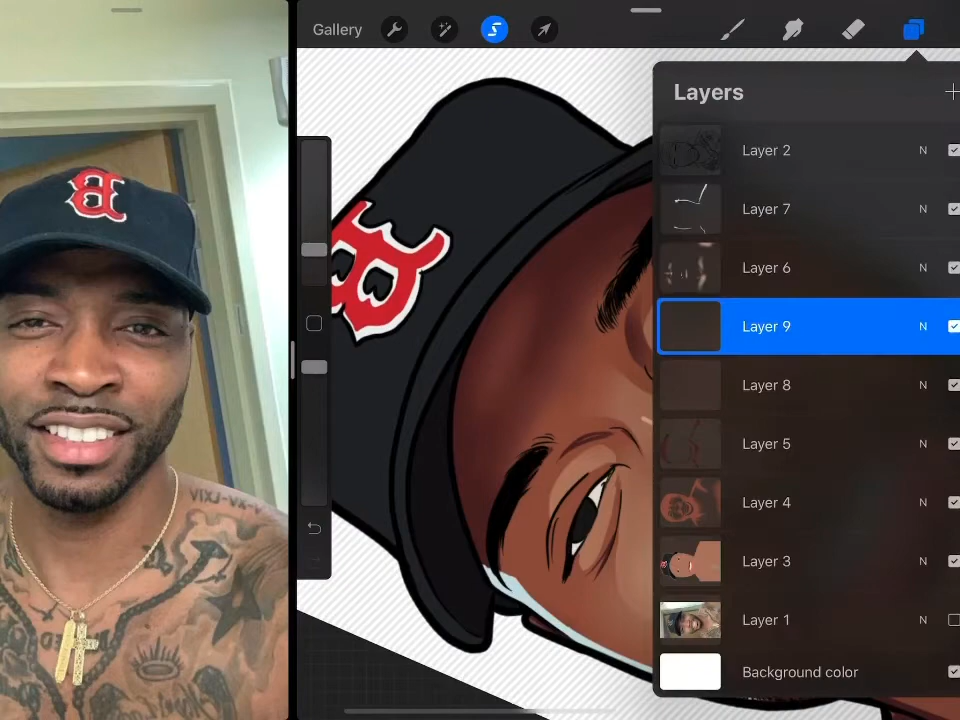 Gallery
Layers
Layer 2 N
Layer 7 N
Layer 6 N
Layer 9 N
Layer 8 N
Layer 5 N
Layer 4 N
Layer 3 N
Layer 1 N
Background color
B
B